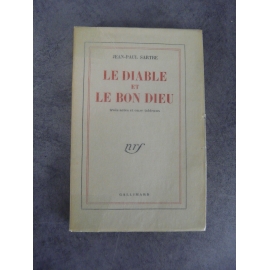 JEAN-PAUL SARTRE
LE DIABLE
ET
LE BON DIEU
nrf
GALLIMARD